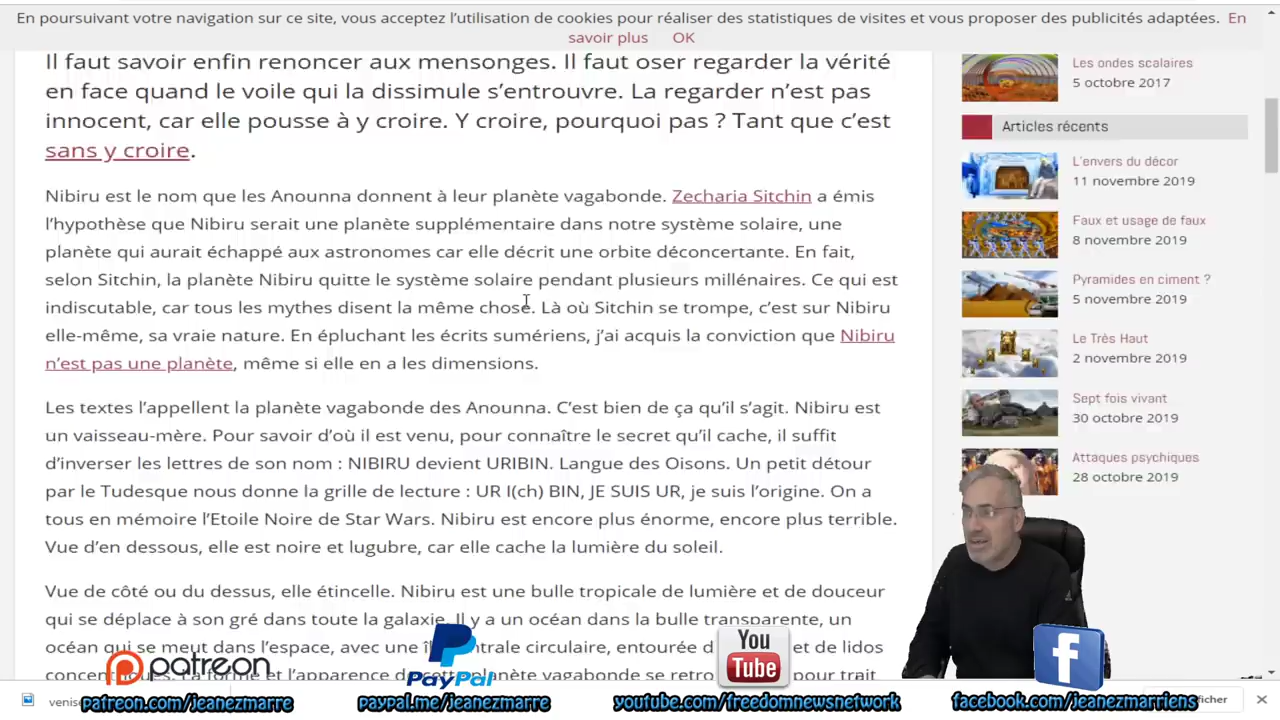 En poursuivant votre navigation sur ce site, vous acceptez l'utilisation de cookies pour réaliser des statistiques de visites et vous proposer des publicités adaptées. En
savoir plus OK
Il faut savoir enfin renoncer aux mensonges. Il faut oser regarder la vérité
en face quand le voile qui la dissimule s'entrouvre. La regarder n'est pas
innocent, car elle pousse à y croire. Y croire, pourquoi pas ? Tant que c'est
sans y croire.
Nibiru est le nom que les Anounna donnent à leur planète vagabonde. Zecharia Sitchin a émis
l'hypothèse que Nibiru serait une planète supplémentaire dans notre système solaire, une
planète qui aurait échappé aux astronomes car elle décrit une orbite déconcertante. En fait,
selon Sitchin, la planète Nibiru quitte le système solaire pendant plusieurs millénaires. Ce qui est
indiscutable, car tous les mythes disent la même chose. Là où Sitchin se trompe, c'est sur Nibiru
elle-même, sa vraie nature. En épluchant les écrits sumériens, j'ai acquis la conviction que Nibiru
n'est pas une planète, même si elle en a les dimensions.
Les textes l'appellent la planète vagabonde des Anounna. C'est bien de ça qu'il s'agit. Nibiru est
un vaisseau-mère. Pour savoir d'où il est venu, pour connaître le secret qu'il cache, il suffit
d'inverser les lettres de son nom : NIBIRU devient URIBIN. Langue des Oisons. Un petit détour
par le Tudesque nous donne la grille de lecture : UR I(ch) BIN, JE SUIS UR, je suis l'origine. On a
tous en mémoire l'Etoile Noire de Star Wars. Nibiru est encore plus énorme, encore plus terrible.
Vue d'en dessous, elle est noire et lugubre, car elle cache la lumière du soleil.
Vue de côté ou du dessus, elle étincelle. Nibiru est une bulle tropicale de lumière et de douceur
qui se déplace à son gré dans toute la galaxie. Il y a un océan dans la bulle transparente, un
océan qui se meut dans l'espace, avec une centrale circulaire, entourée et de lidos
Les ondes scalaires
5 octobre 2017
Articles récents
L'envers du décor
11 novembre 2019
Faux et usage de faux
8 novembre 2019
Pyramides en ciment ?
5 novembre 2019
Le Très Haut
2 novembre 2019
Sept fois vivant
30 octobre 2019
Attaques psychiques
28 octobre 2019
patreon
PayPal
You
Tube
f
venise
patreon.com/jeanezmarre
paypal.me/jeanezmarre
youtube.com/freedomnewsnetwork
facebook.com/jeanezmarriens